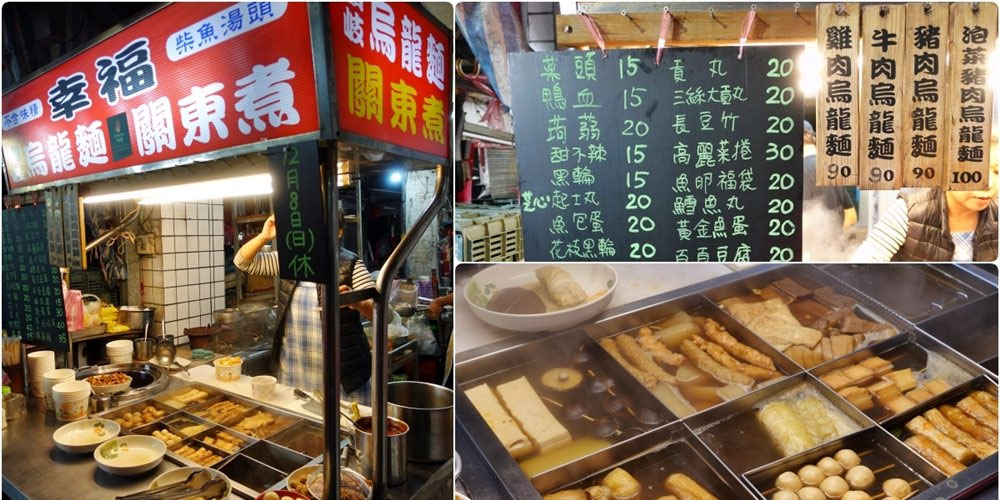 柴魚湯頭
不含味精
幸福
烏龍麵
關東煮
岐烏龍麵
關東煮
12月8日(日)休
菜頭 15
鴨血 15
蒟蒻 20
甜不辣 15
黑輪 15
芝心起士丸 20
魚包蛋 20
花枝黑輪 20
貢丸 20
三絲大貢丸 20
長豆竹 20
高麗菜捲 30
魚卵福袋 20
鱈魚丸 20
黃金魚蛋 20
百頁豆腐 20
雞肉烏龍麵 90
牛肉烏龍麵 90
豬肉烏龍麵 90
泡菜豬肉烏龍麵 100